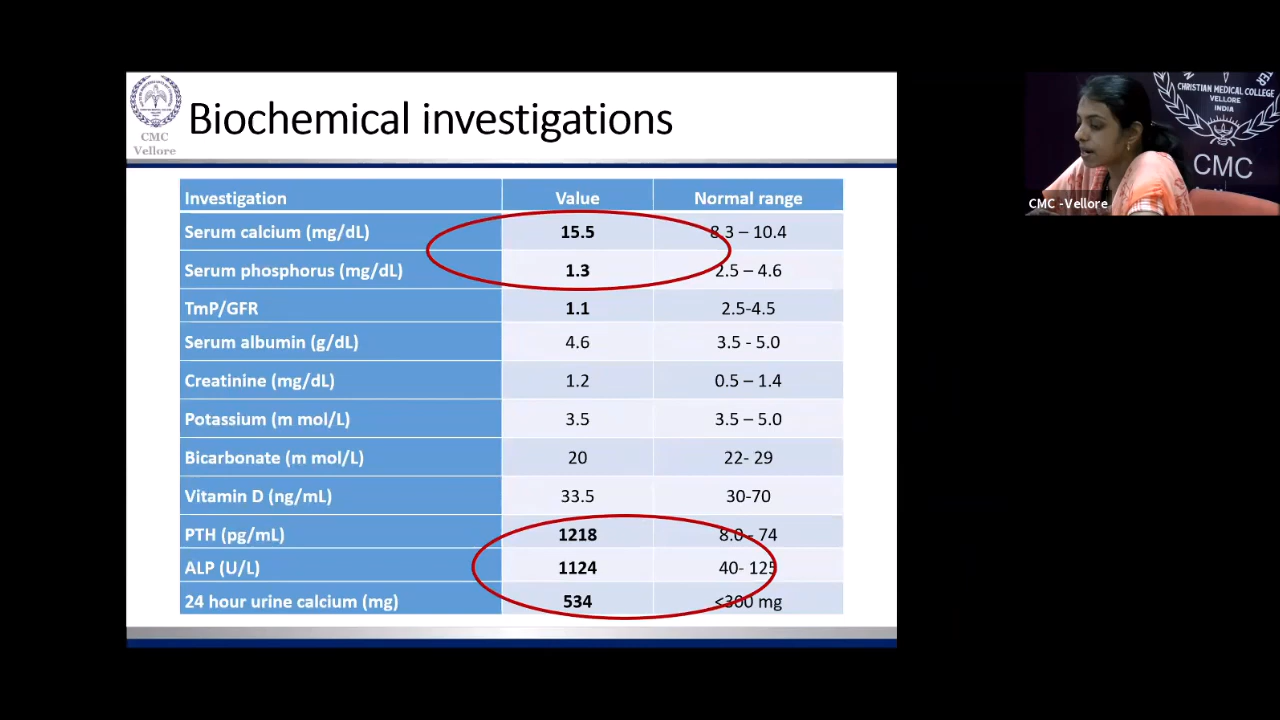 CMC
Vellore
Biochemical investigations
Investigation Value Normal range
Serum calcium (mg/dL) 15.5 8.3 – 10.4
Serum phosphorus (mg/dL) 1.3 2.5 – 4.6
TmP/GFR 1.1 2.5-4.5
Serum albumin (g/dL) 4.6 3.5 - 5.0
Creatinine (mg/dL) 1.2 0.5 – 1.4
Potassium (m mol/L) 3.5 3.5 – 5.0
Bicarbonate (m mol/L) 20 22- 29
Vitamin D (ng/mL) 33.5 30-70
PTH (pg/mL) 1218 8.0 - 74
ALP (U/L) 1124 40- 125
24 hour urine calcium (mg) 534 <300 mg
CHRISTIAN MEDICAL COLLEGE
VELLORE
INDIA
CMC
CMC -Vellore